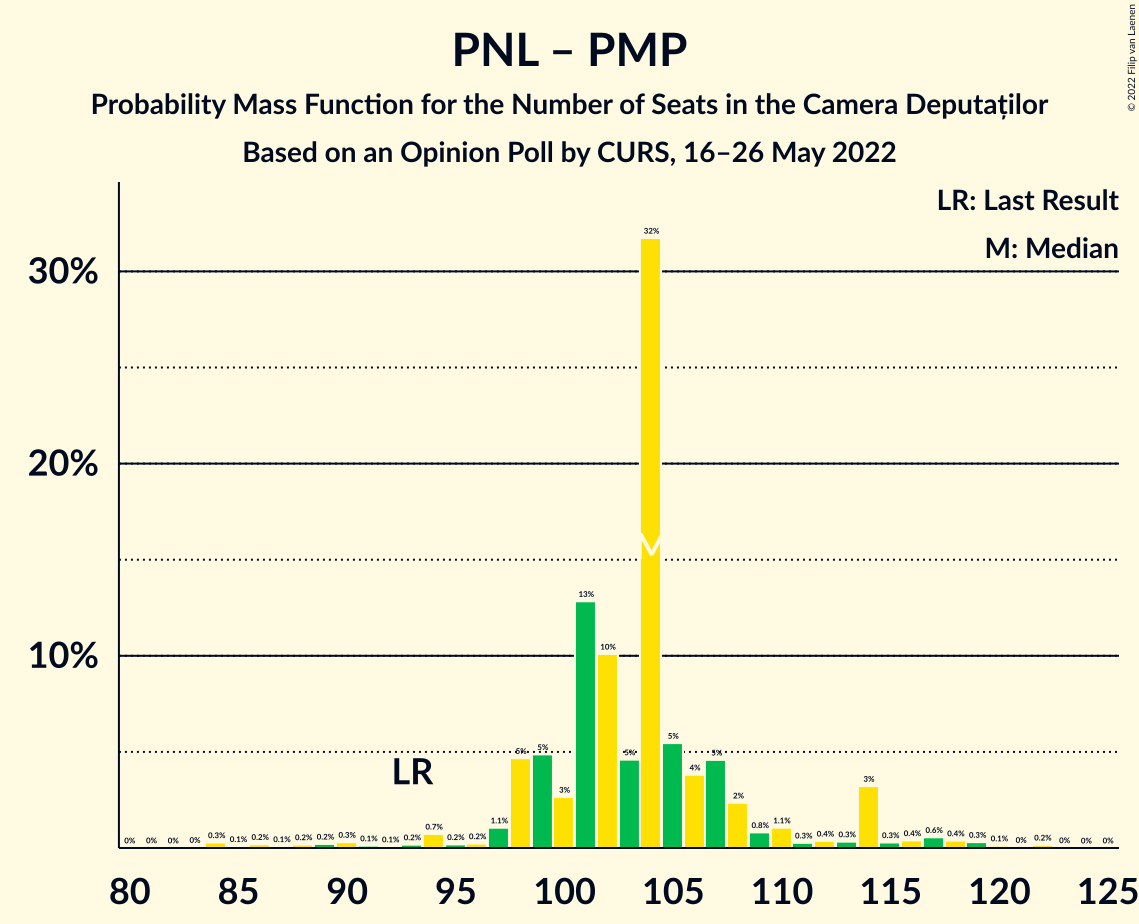 PNL – PMP
Probability Mass Function for the Number of Seats in the Camera Deputaților
Based on an Opinion Poll by CURS, 16–26 May 2022
© 2022 Filip van Laenen
LR: Last Result
M: Median
30%
20%
10%
LR
M
0% 0% 0% 0% 0.3% 0.1% 0.2% 0.1% 0.2% 0.2% 0.3% 0.1% 0.1% 0.2% 0.7% 0.2% 0.2% 1.1% 5% 5% 3% 13% 10% 5% 32% 5% 4% 5% 2% 0.8% 1.1% 0.3% 0.4% 0.3% 3% 0.3% 0.4% 0.6% 0.4% 0.3% 0.1% 0% 0.2% 0% 0% 0%
80 85 90 95 100 105 110 115 120 125